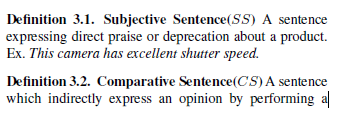 Definition 3.1. Subjective Sentence(SS) A sentence
expressing direct praise or deprecation about a product.
Ex. This camera has excellent shutter speed.
Definition 3.2. Comparative Sentence(CS) A sentence
which indirectly express an opinion by performing a